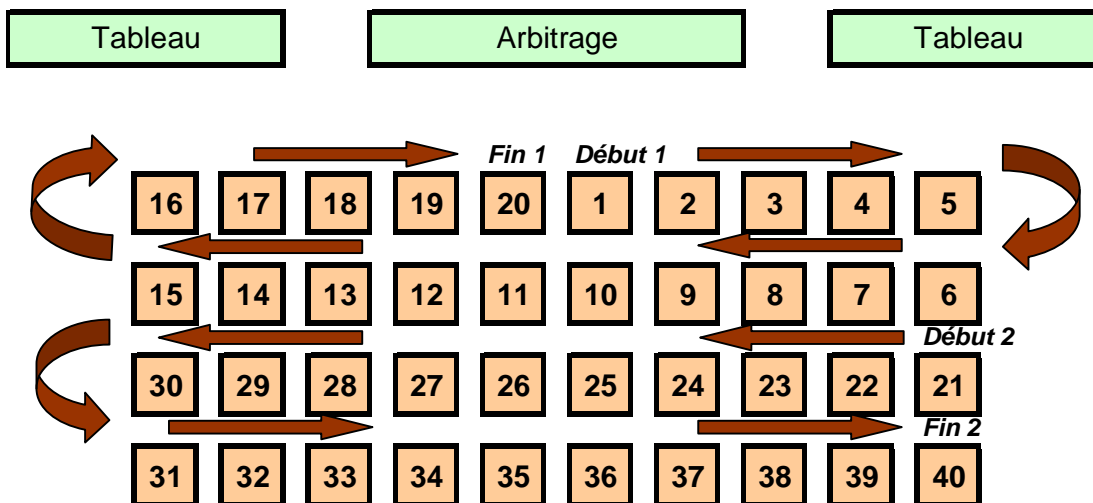 Tableau Arbitrage Tableau
Fin 1 Début 1
16 17 18 19 20 1 2 3 4 5
15 14 13 12 11 10 9 8 7 6
Début 2
30 29 28 27 26 25 24 23 22 21
Fin 2
31 32 33 34 35 36 37 38 39 40